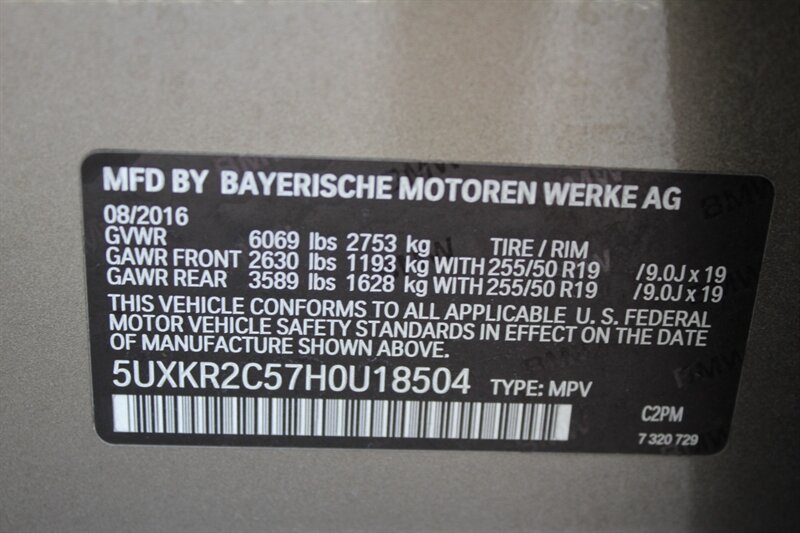 MFD BY BAYERISCHE MOTOREN WERKE AG
08/2016
GVWR 6069 lbs 2753 kg TIRE / RIM
GAWR FRONT 2630 lbs 1193 kg WITH 255/50 R19 /9.0J x 19
GAWR REAR 3589 lbs 1628 kg WITH 255/50 R19 /9.0J x 19
THIS VEHICLE CONFORMS TO ALL APPLICABLE U. S. FEDERAL
MOTOR VEHICLE SAFETY STANDARDS IN EFFECT ON THE DATE
OF MANUFACTURE SHOWN ABOVE.
5UXKR2C57H0U18504 TYPE: MPV
C2PM
7 320 729